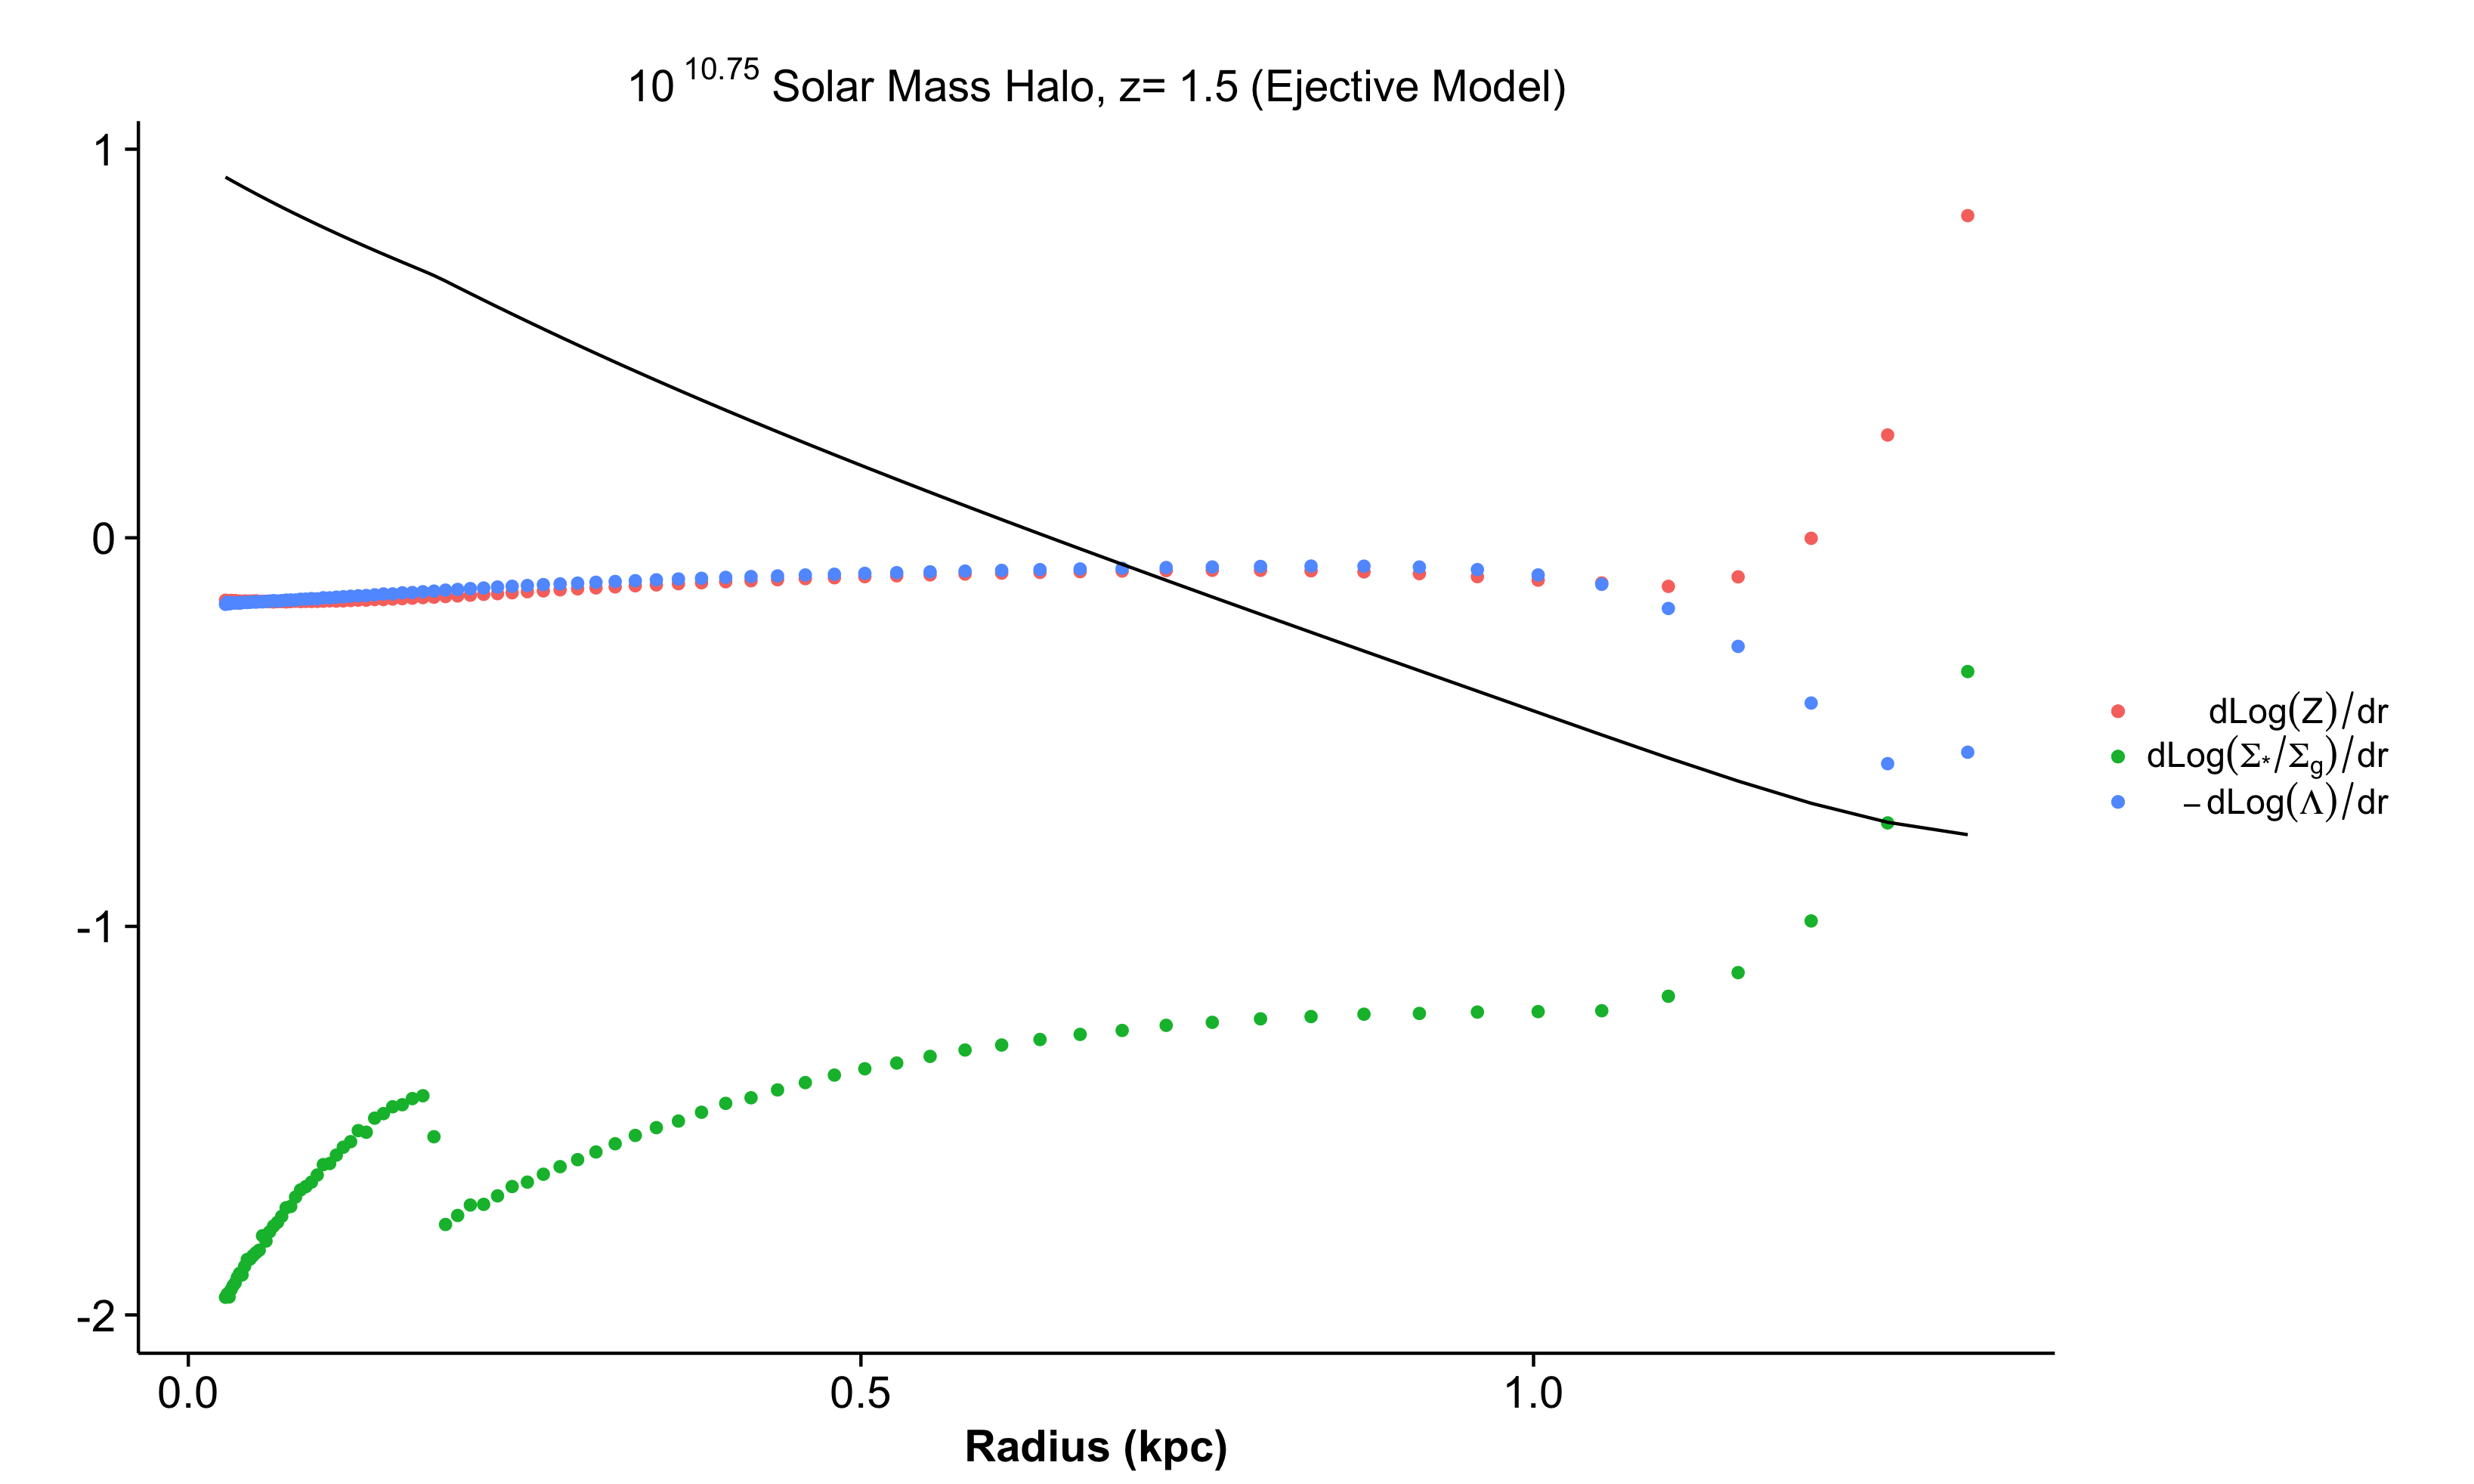 10^10.75 Solar Mass Halo, z= 1.5 (Ejective Model)
1
0
-1
-2
0.0 0.5 1.0
Radius (kpc)
dLog(Z)/dr
dLog(Σ*/Σg)/dr
– dLog(Λ)/dr